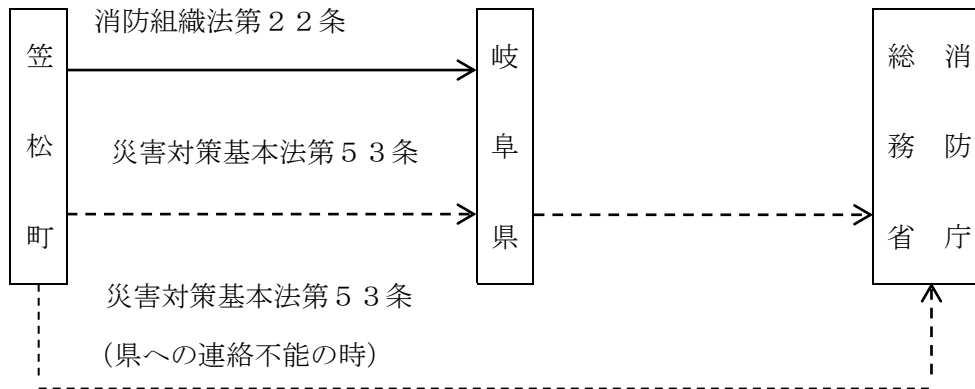 消防組織法第２２条
笠松町
岐阜県
総務省
消防庁
災害対策基本法第５３条
災害対策基本法第５３条
（県への連絡不能の時）